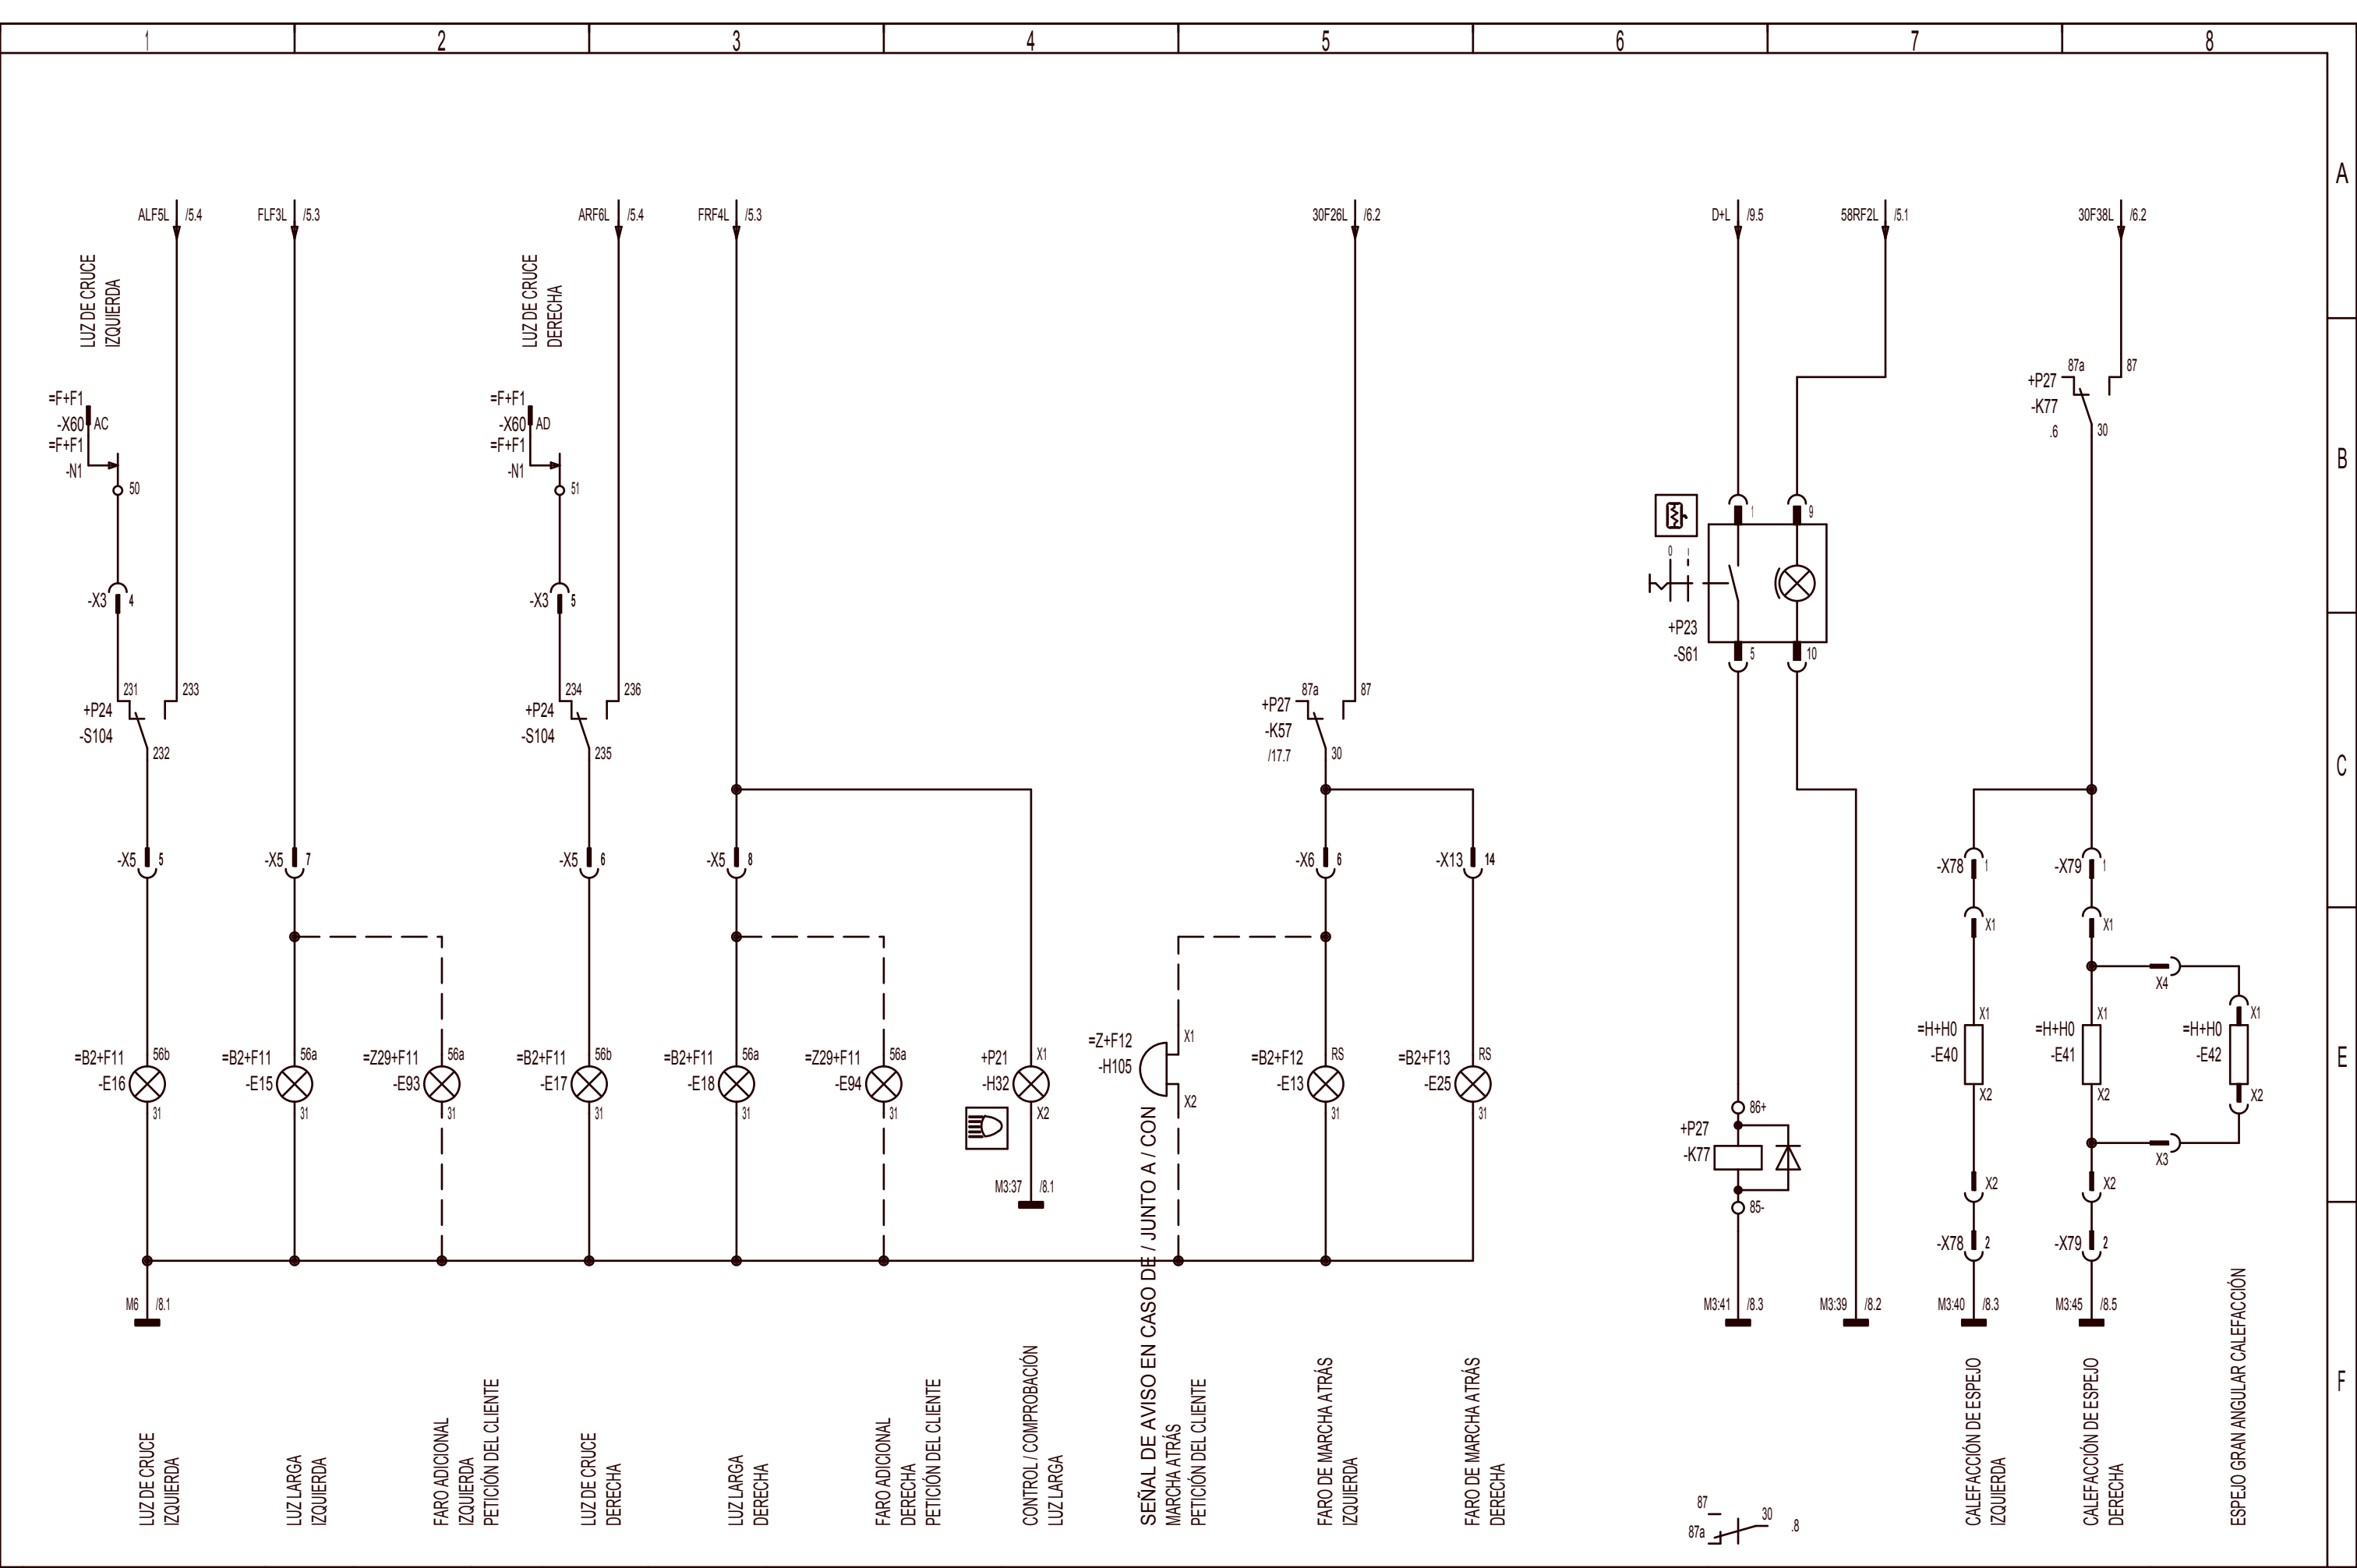 1 2 3 4 5 6 7 8
A
B
C
E
F
ALF5L /5.4 FLF3L /5.3 ARF6L /5.4 FRF4L /5.3 30F26L /6.2 D+L /9.5 58RF2L /5.1 30F38L /6.2
LUZ DE CRUCE
IZQUIERDA
LUZ DE CRUCE
DERECHA
=F+F1
-X60 AC
=F+F1
-N1
50
=F+F1
-X60 AD
=F+F1
-N1
51
87a 87
+P27
-K77
.6 30
-X3 4
-X3 5
1 9
0 I
+P23
-S61
5 10
231 233
+P24
-S104
232
234 236
+P24
-S104
235
87a 87
+P27
-K57
/17.7 30
-X5 5
-X5 7
-X5 6
-X5 8
-X6 6
-X13 14
-X78 1
-X79 1
X1
X1
X4
=B2+F11 56b
-E16
31
=B2+F11 56a
-E15
31
=Z29+F11 56a
-E93
31
=B2+F11 56b
-E17
31
=B2+F11 56a
-E18
31
=Z29+F11 56a
-E94
31
+P21 X1
-H32
X2
M3:37 /8.1
=Z+F12 X1
-H105
X2
=B2+F12 RS
-E13
31
=B2+F13 RS
-E25
31
86+
+P27
-K77
85-
X1
=H+H0
-E40
X2
X1
=H+H0
-E41
X2
X1
=H+H0
-E42
X2
X3
X2
X2
-X78 2
-X79 2
M6 /8.1
M3:41 /8.3
M3:39 /8.2
M3:40 /8.3
M3:45 /8.5
LUZ DE CRUCE
IZQUIERDA
LUZ LARGA
IZQUIERDA
FARO ADICIONAL
IZQUIERDA
PETICIÓN DEL CLIENTE
LUZ DE CRUCE
DERECHA
LUZ LARGA
DERECHA
FARO ADICIONAL
DERECHA
PETICIÓN DEL CLIENTE
CONTROL / COMPROBACIÓN
LUZ LARGA
SEÑAL DE AVISO EN CASO DE / JUNTO A / CON
MARCHA ATRÁS
PETICIÓN DEL CLIENTE
FARO DE MARCHA ATRÁS
IZQUIERDA
FARO DE MARCHA ATRÁS
DERECHA
87
87a 30 .8
CALEFACCIÓN DE ESPEJO
IZQUIERDA
CALEFACCIÓN DE ESPEJO
DERECHA
ESPEJO GRAN ANGULAR CALEFACCIÓN